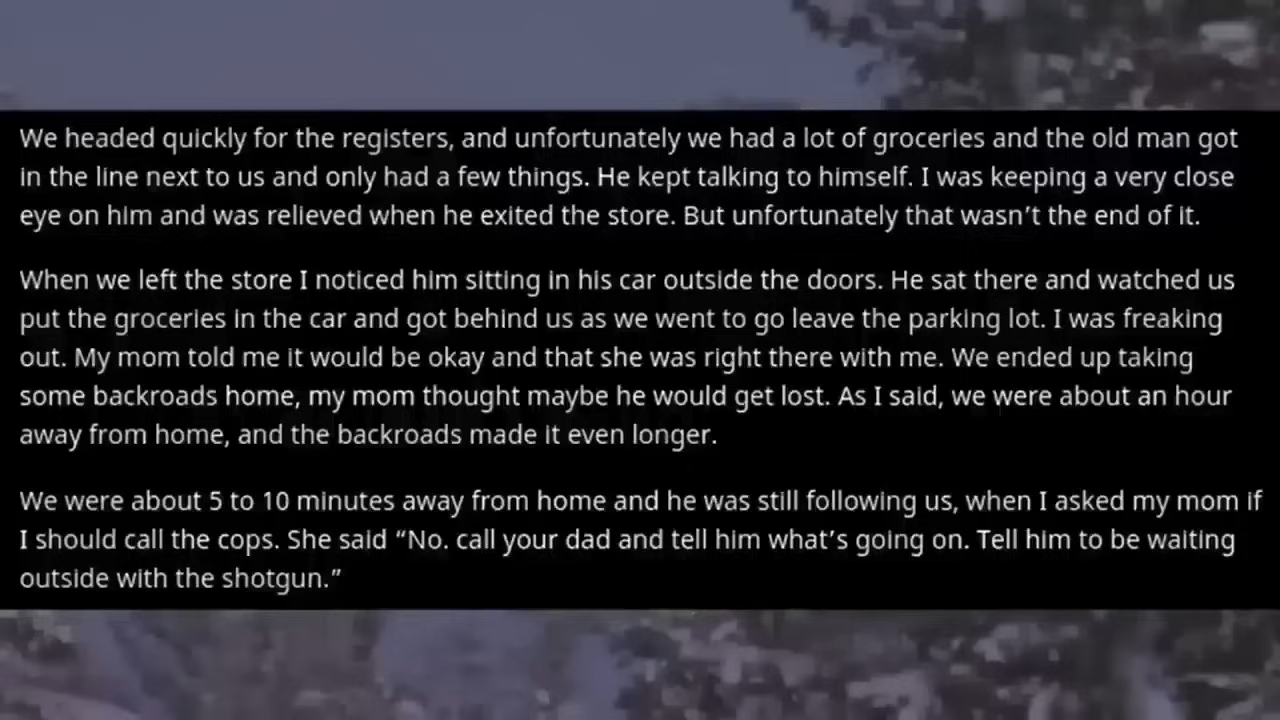 We headed quickly for the registers, and unfortunately we had a lot of groceries and the old man got
in the line next to us and only had a few things. He kept talking to himself. I was keeping a very close
eye on him and was relieved when he exited the store. But unfortunately that wasn’t the end of it.
When we left the store I noticed him sitting in his car outside the doors. He sat there and watched us
put the groceries in the car and got behind us as we went to go leave the parking lot. I was freaking
out. My mom told me it would be okay and that she was right there with me. We ended up taking
some backroads home, my mom thought maybe he would get lost. As I said, we were about an hour
away from home, and the backroads made it even longer.
We were about 5 to 10 minutes away from home and he was still following us, when I asked my mom if
I should call the cops. She said “No. call your dad and tell him what’s going on. Tell him to be waiting
outside with the shotgun.”